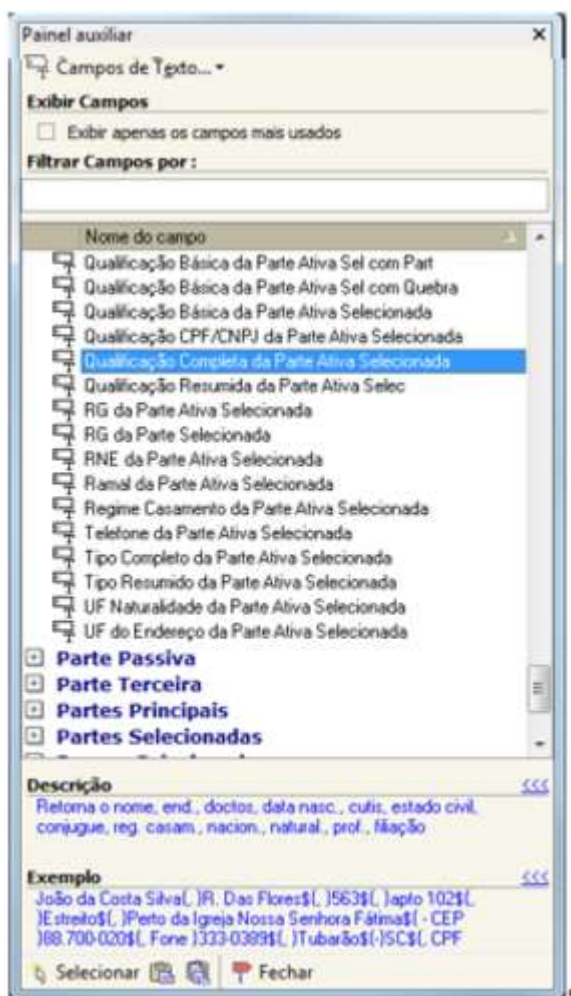 Painel auxiliar
Campos de Texto...
Exibir Campos
Exibir apenas os campos mais usados
Filtrar Campos por :
Nome do campo
Qualificação Básica da Parte Ativa Sel com Part
Qualificação Básica da Parte Ativa Sel com Quebra
Qualificação Básica da Parte Ativa Selecionada
Qualificação CPF/CNPJ da Parte Ativa Selecionada
Qualificação Completa da Parte Ativa Selecionada
Qualificação Resumida da Parte Ativa Selec
RG da Parte Ativa Selecionada
RG da Parte Selecionada
RNE da Parte Ativa Selecionada
Ramal da Parte Ativa Selecionada
Regime Casamento da Parte Ativa Selecionada
Telefone da Parte Ativa Selecionada
Tipo Completo da Parte Ativa Selecionada
Tipo Resumido da Parte Ativa Selecionada
UF Naturalidade da Parte Ativa Selecionada
UF do Endereço da Parte Ativa Selecionada
Parte Passiva
Parte Terceira
Partes Principais
Partes Selecionadas
Descrição <<<
Retorna o nome, end., doctos, data nasc., cutis, estado civil,
conjugue, reg. casam., nacion., natural., prof., filiação
Exemplo <<<
João da Costa Silva(, )R. Das Flores$(, )563$(, )apto 102$(,
)Estreito$(, )Perto da Igreja Nossa Senhora Fátima$( - CEP
)88.700-020$(, Fone )333-0389$(, )Tubarão$(-)SC$(, CPF
Selecionar Fechar